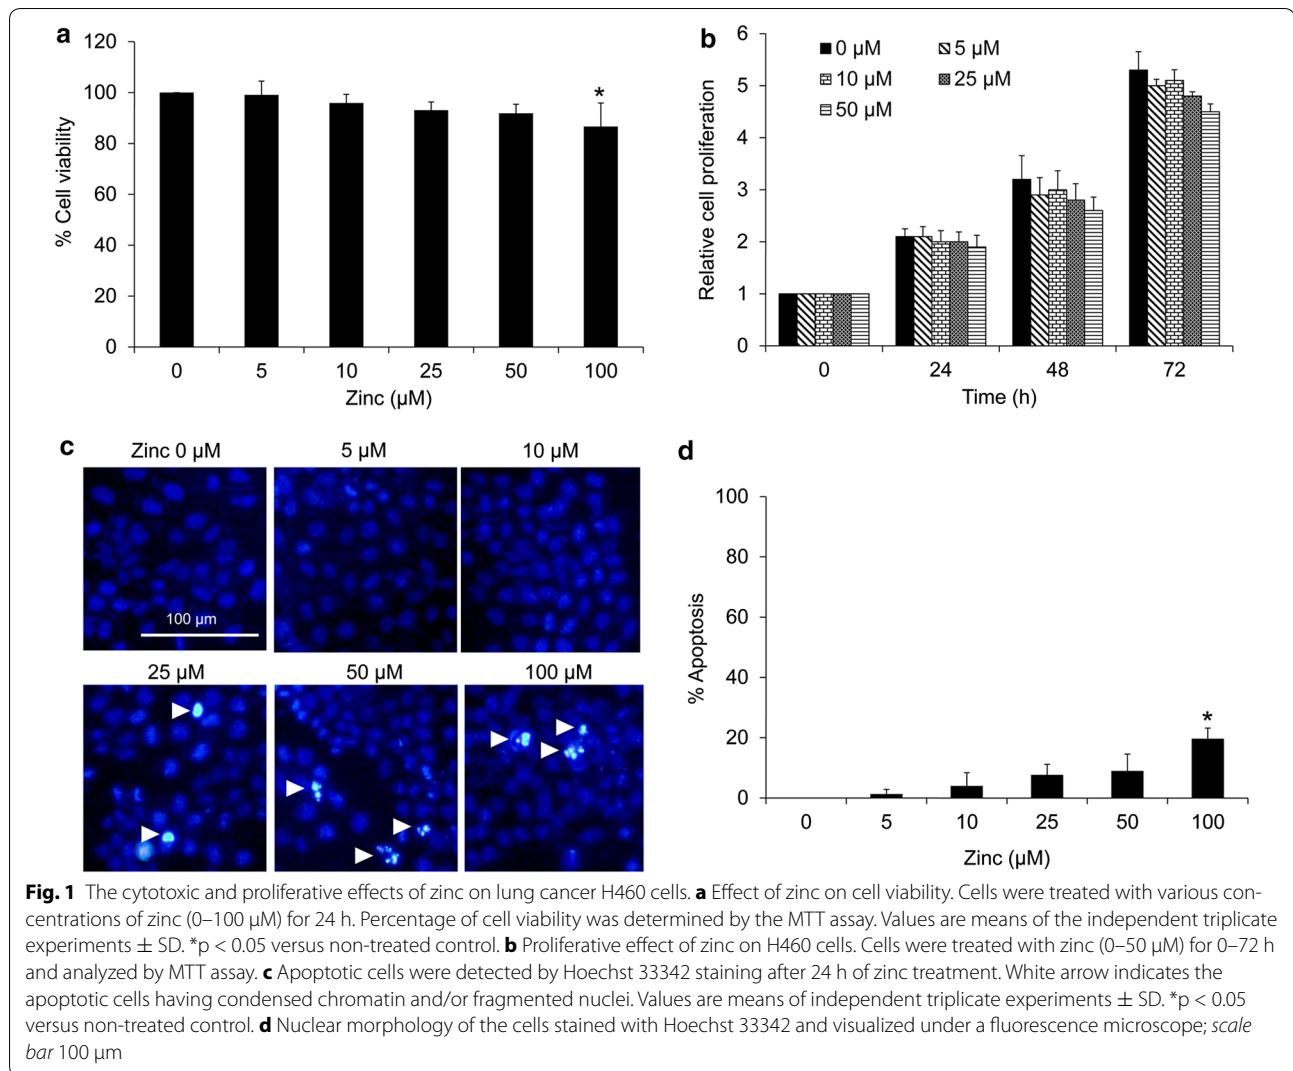 a
120
100
80
60
40
20
0
% Cell viability
*
0 5 10 25 50 100
Zinc (µM)
b
6
5
4
3
2
1
0
Relative cell proliferation
0 µM 5 µM
10 µM 25 µM
50 µM
0 24 48 72
Time (h)
c
Zinc 0 µM 5 µM 10 µM
100 µm
25 µM 50 µM 100 µM
d
100
80
60
40
20
0
% Apoptosis
*
0 5 10 25 50 100
Zinc (µM)
Fig. 1 The cytotoxic and proliferative effects of zinc on lung cancer H460 cells. a Effect of zinc on cell viability. Cells were treated with various con-
centrations of zinc (0–100 µM) for 24 h. Percentage of cell viability was determined by the MTT assay. Values are means of the independent triplicate
experiments ± SD. *p < 0.05 versus non-treated control. b Proliferative effect of zinc on H460 cells. Cells were treated with zinc (0–50 µM) for 0–72 h
and analyzed by MTT assay. c Apoptotic cells were detected by Hoechst 33342 staining after 24 h of zinc treatment. White arrow indicates the
apoptotic cells having condensed chromatin and/or fragmented nuclei. Values are means of independent triplicate experiments ± SD. *p < 0.05
versus non-treated control. d Nuclear morphology of the cells stained with Hoechst 33342 and visualized under a fluorescence microscope; scale
bar 100 µm